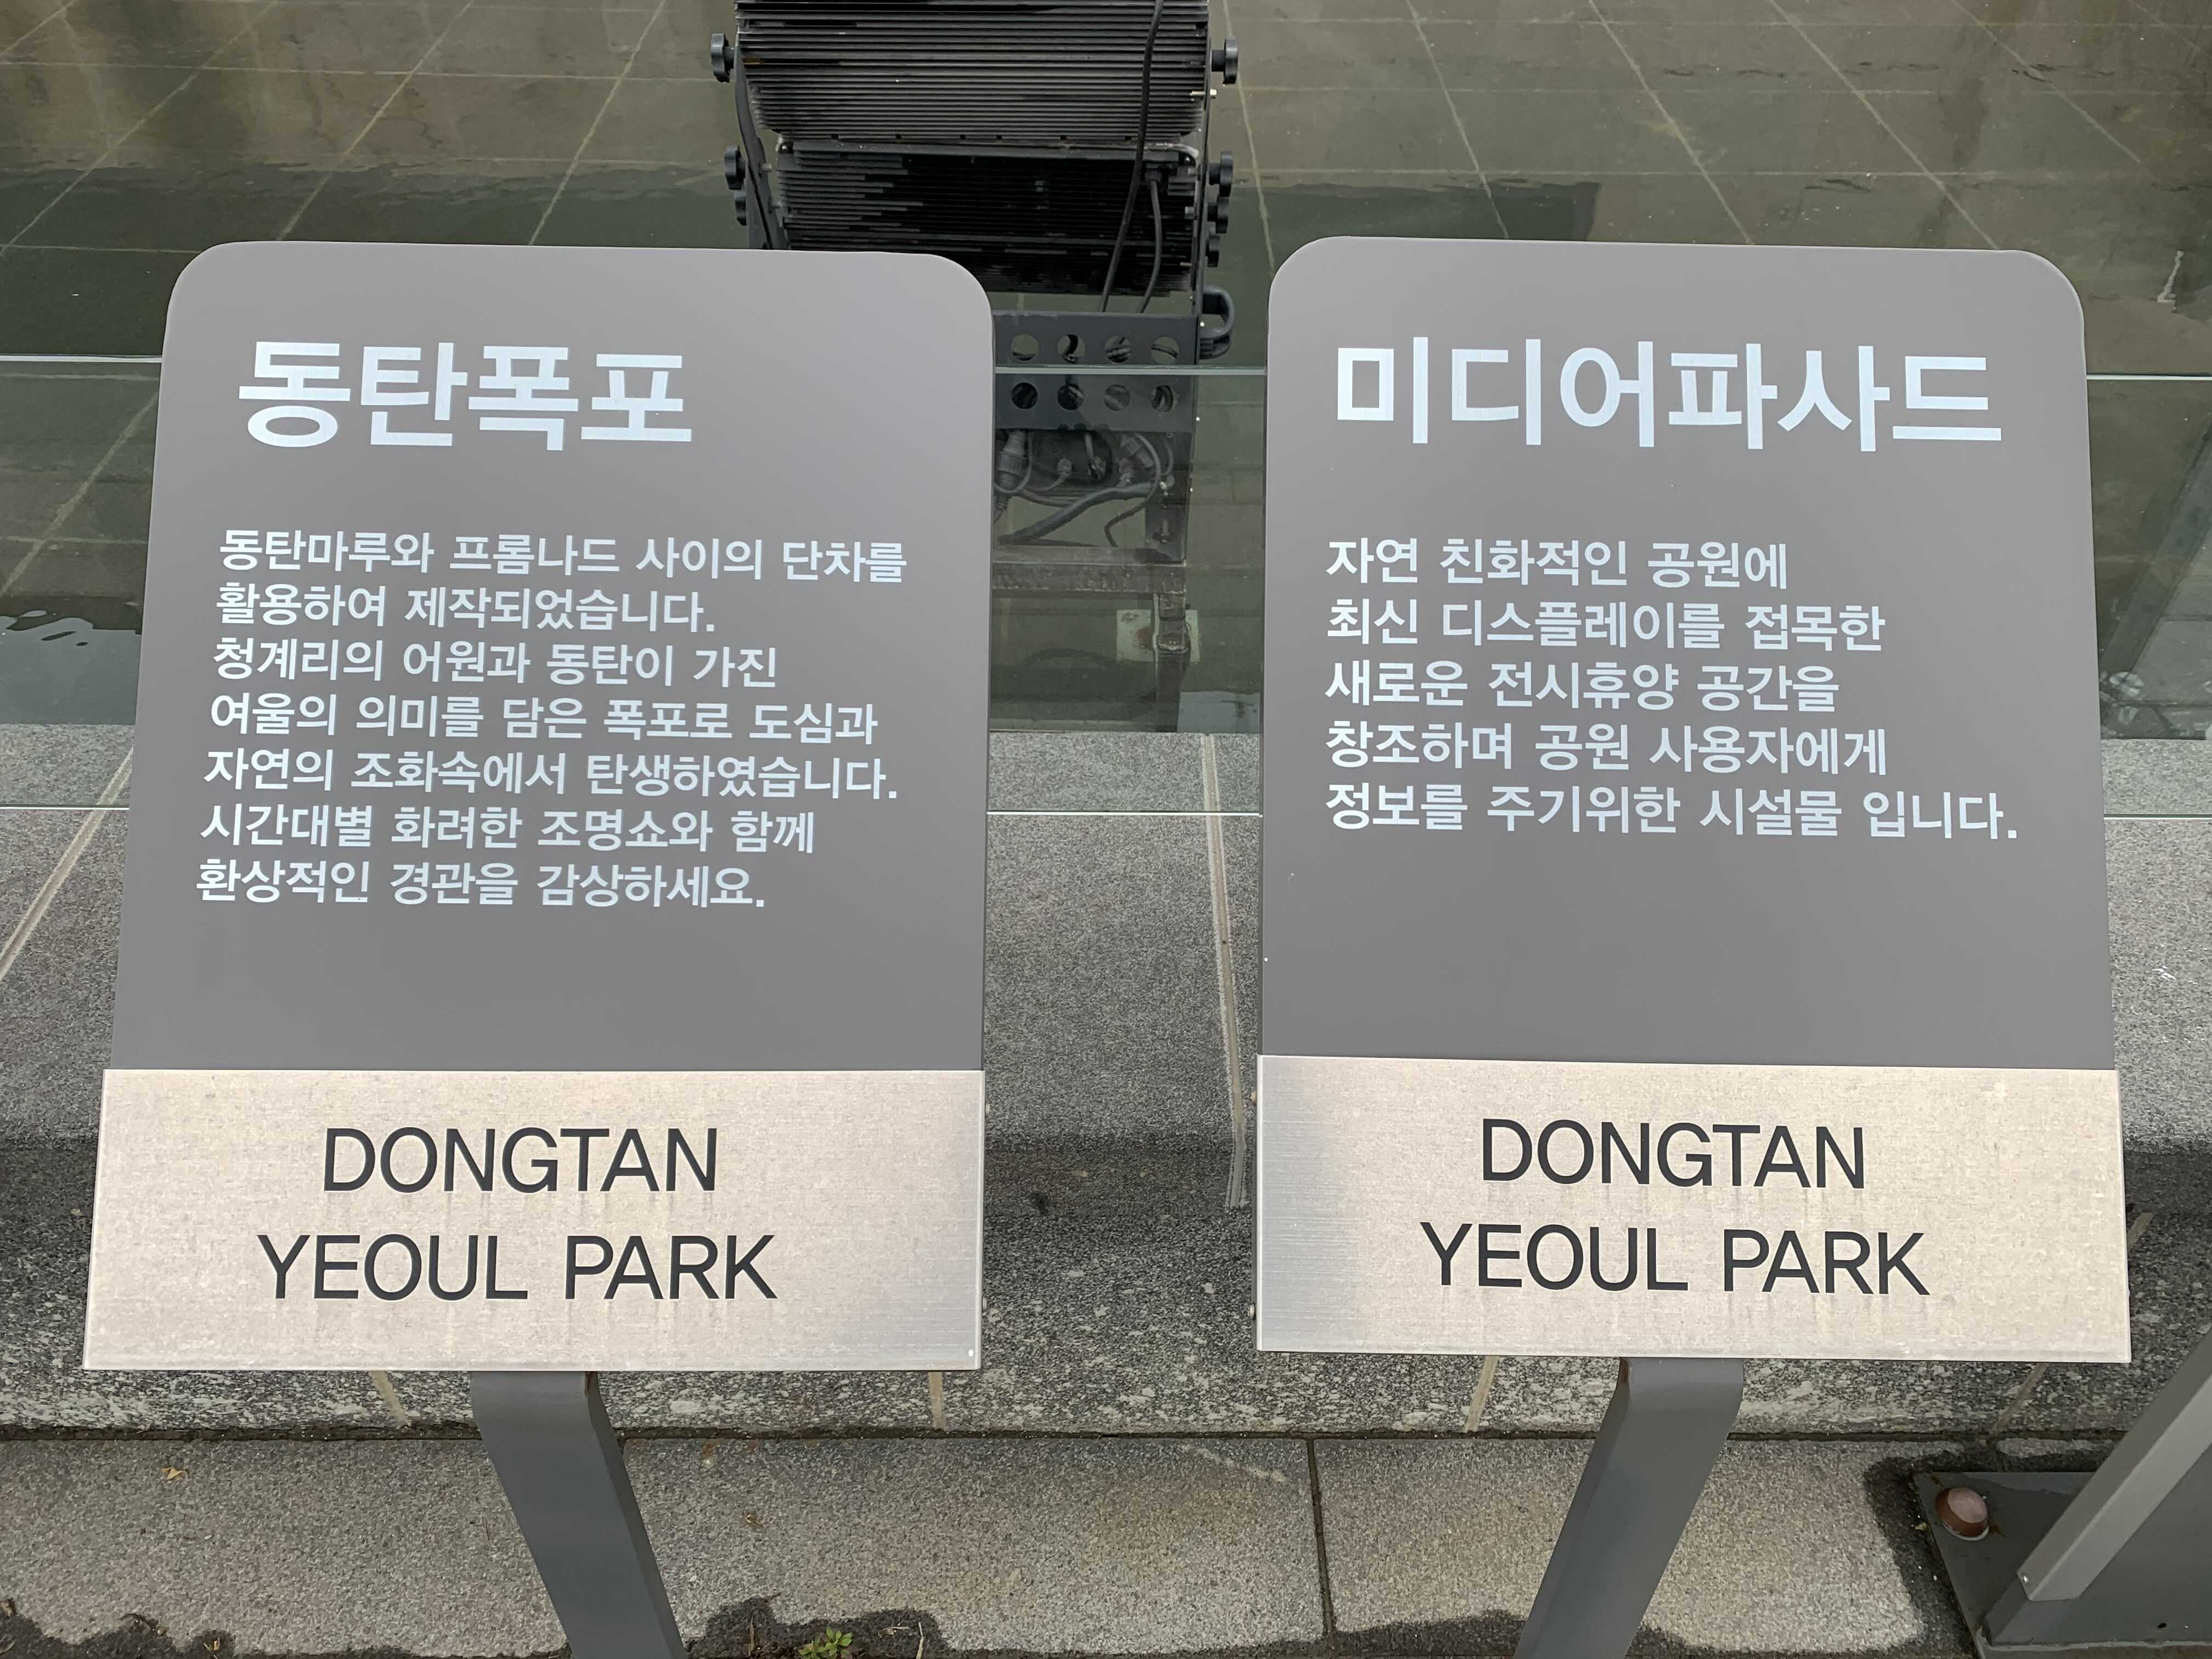 동탄폭포
동탄마루와 프롬나드 사이의 단차를
활용하여 제작되었습니다.
청계리의 어원과 동탄이 가진
여울의 의미를 담은 폭포로 도심과
자연의 조화속에서 탄생하였습니다.
시간대별 화려한 조명쇼와 함께
환상적인 경관을 감상하세요.
DONGTAN
YEOUL PARK
미디어파사드
자연 친화적인 공원에
최신 디스플레이를 접목한
새로운 전시휴양 공간을
창조하며 공원 사용자에게
정보를 주기위한 시설물 입니다.
DONGTAN
YEOUL PARK